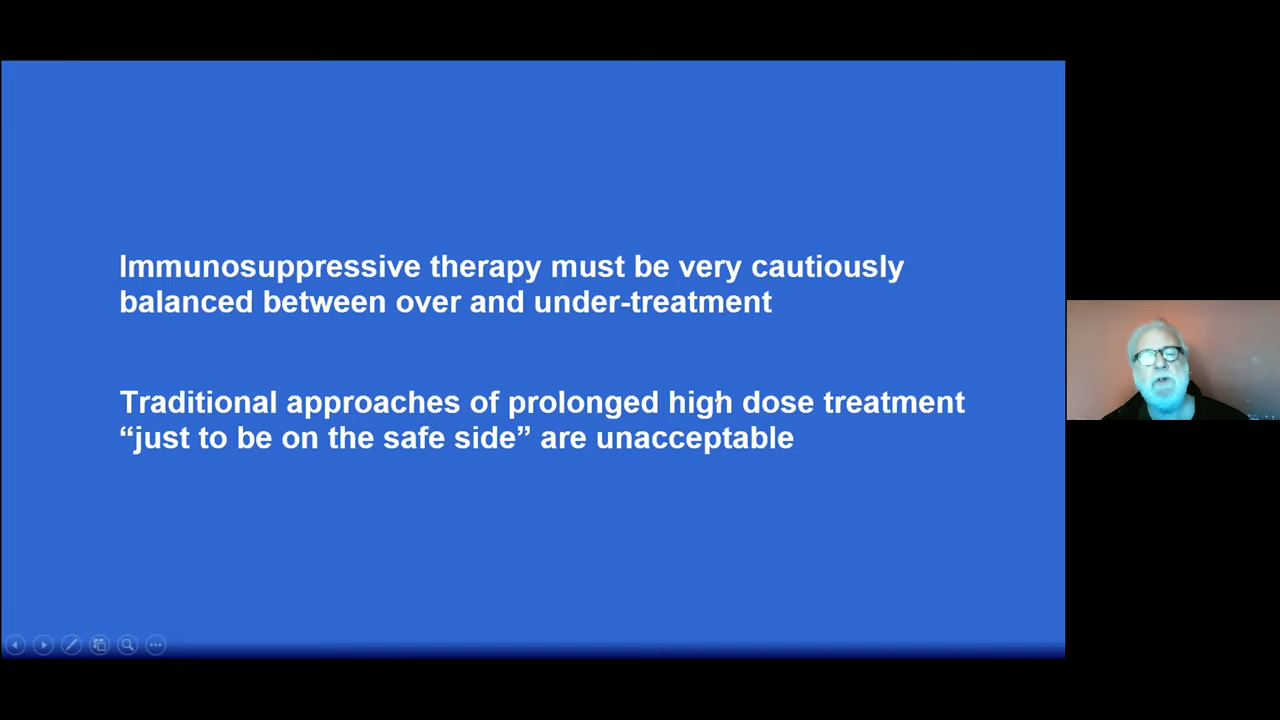 Immunosuppressive therapy must be very cautiously
balanced between over and under-treatment
Traditional approaches of prolonged high dose treatment
“just to be on the safe side” are unacceptable